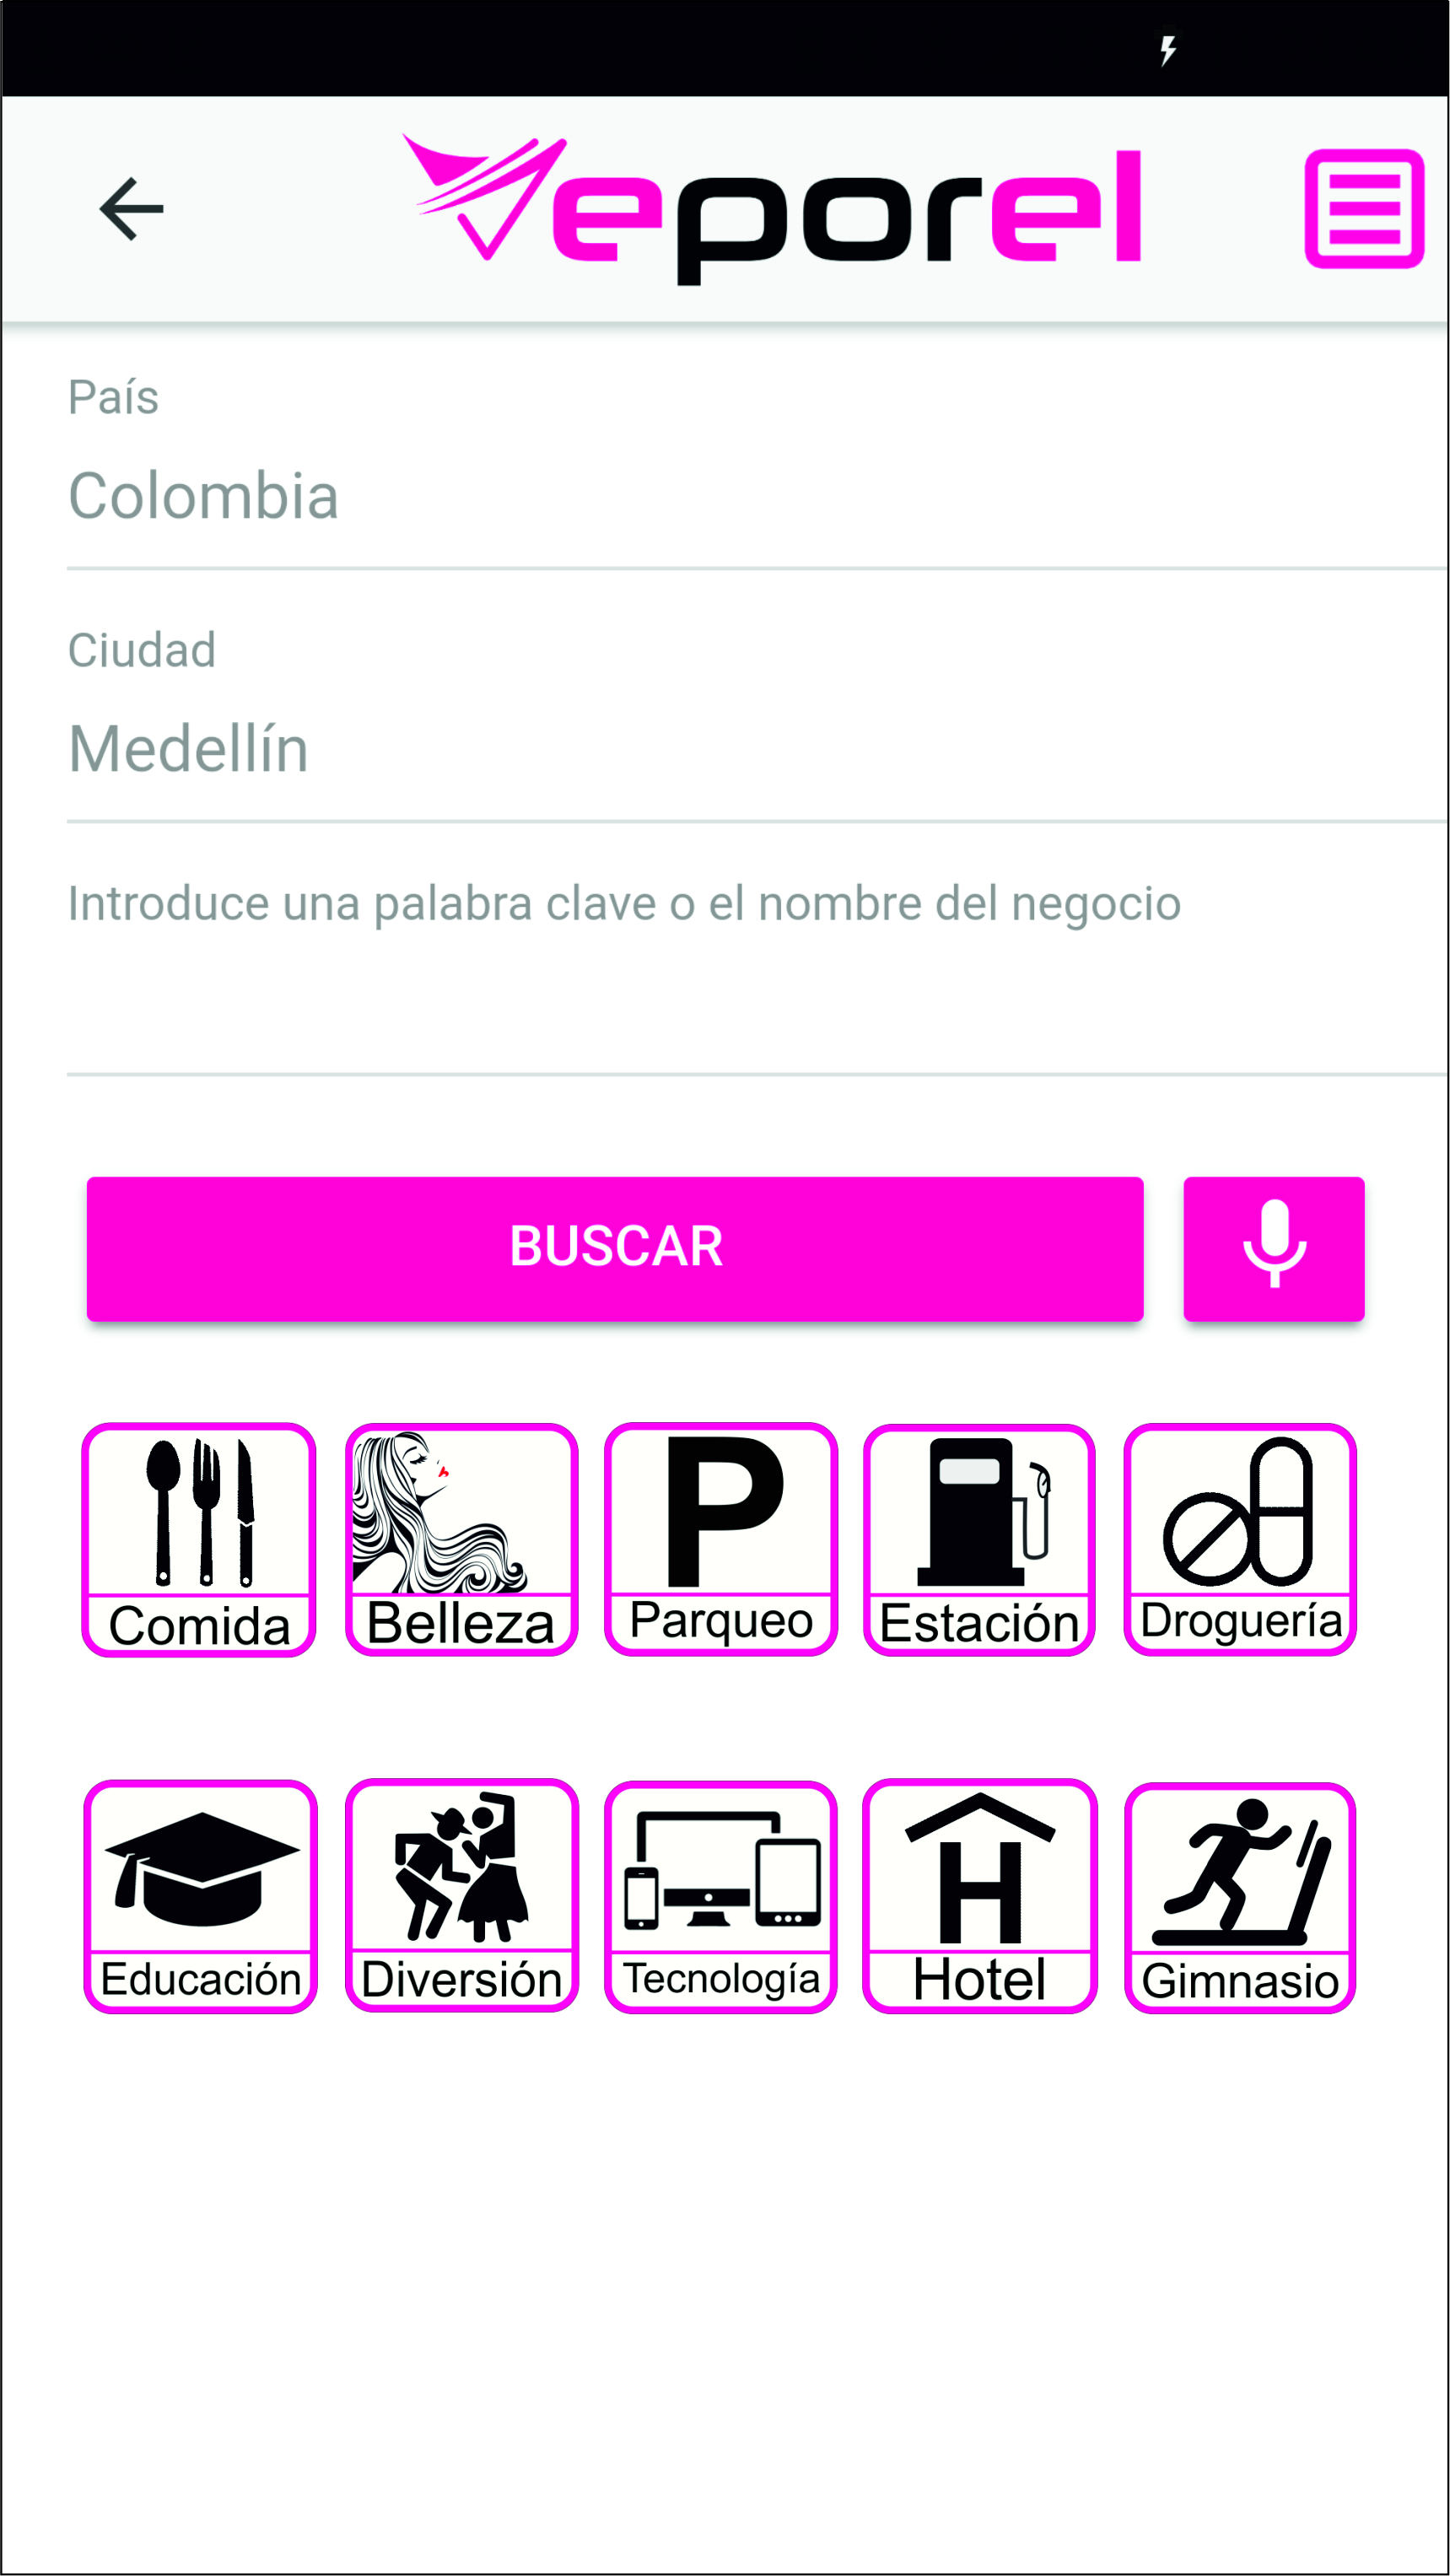 Veporel
País
Colombia
Ciudad
Medellín
Introduce una palabra clave o el nombre del negocio
BUSCAR
P
H
Comida Belleza Parqueo Estación Droguería
Educación Diversión Tecnología Hotel Gimnasio